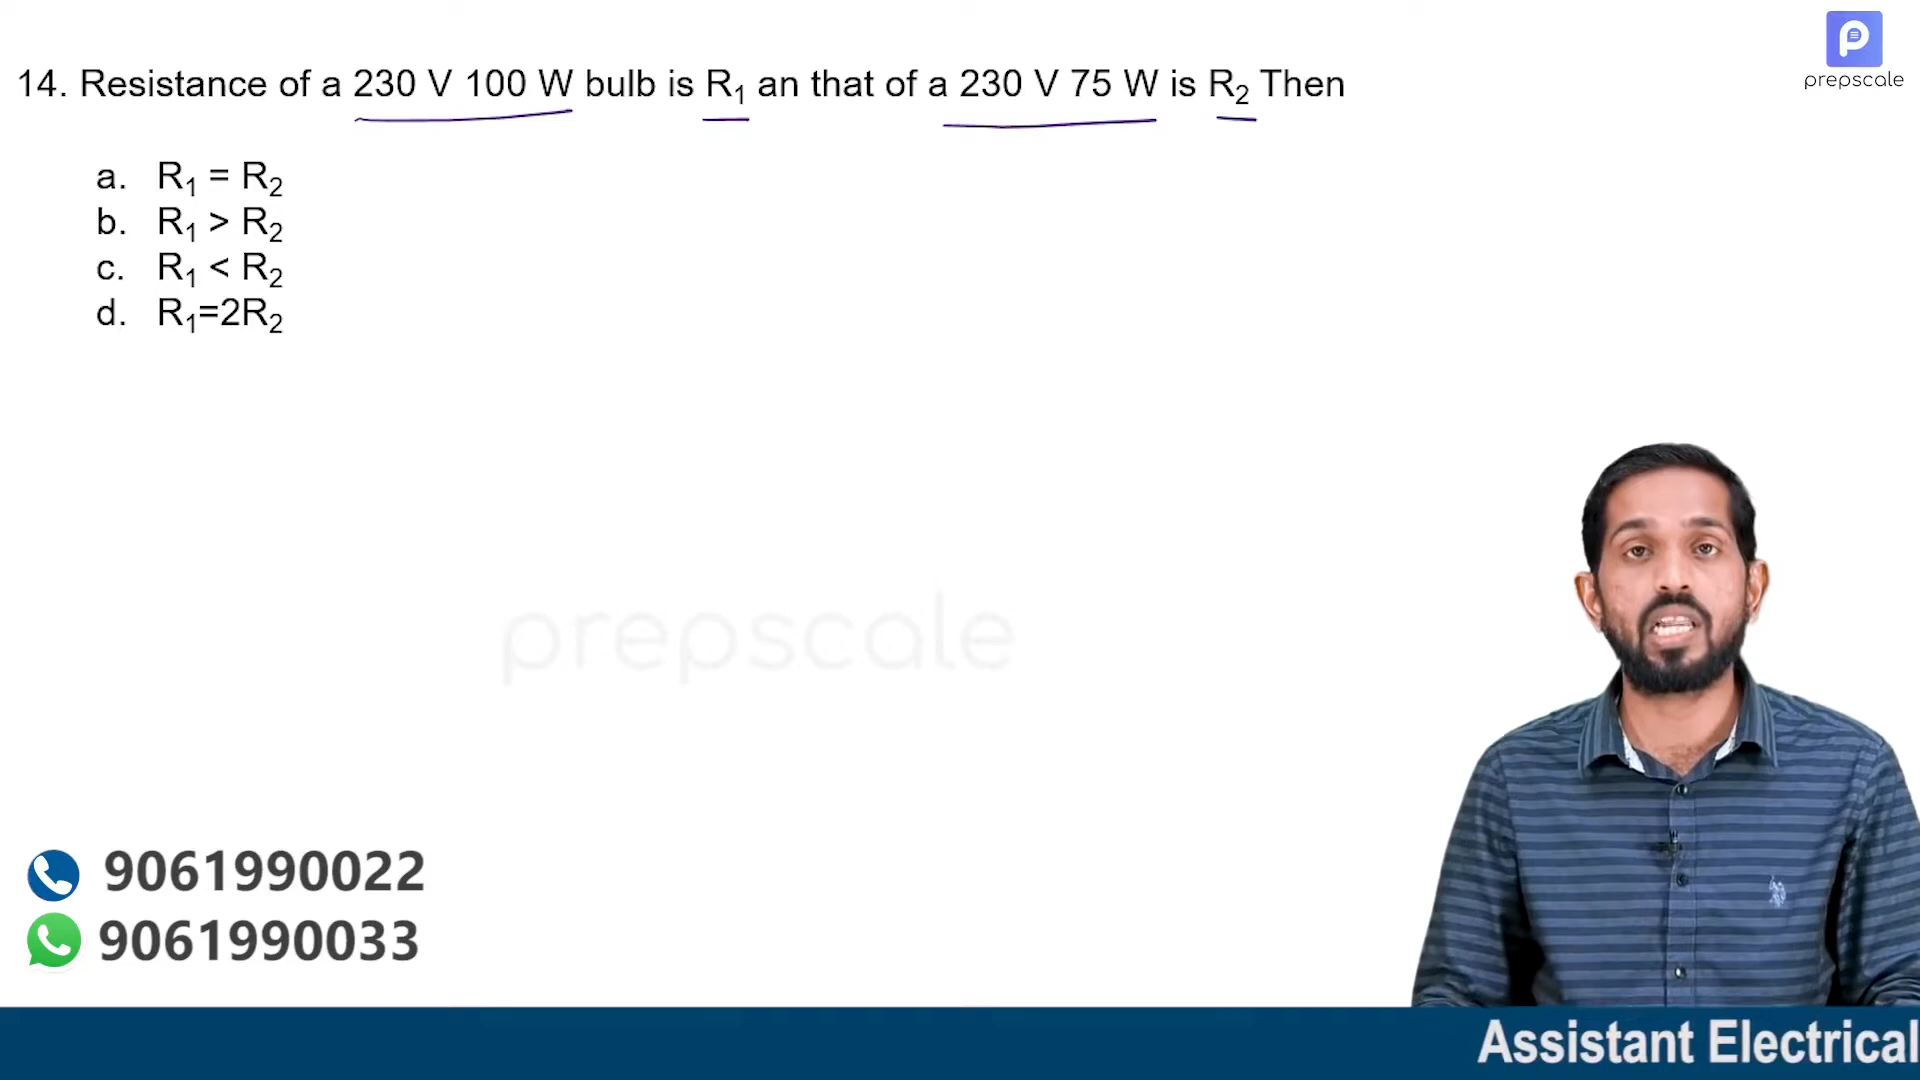 prepscale
14. Resistance of a 230 V 100 W bulb is R₁ an that of a 230 V 75 W is R₂ Then
a. R₁ = R₂
b. R₁ > R₂
c. R₁ < R₂
d. R₁=2R₂
prepscale
9061990022
9061990033
Assistant Electrical